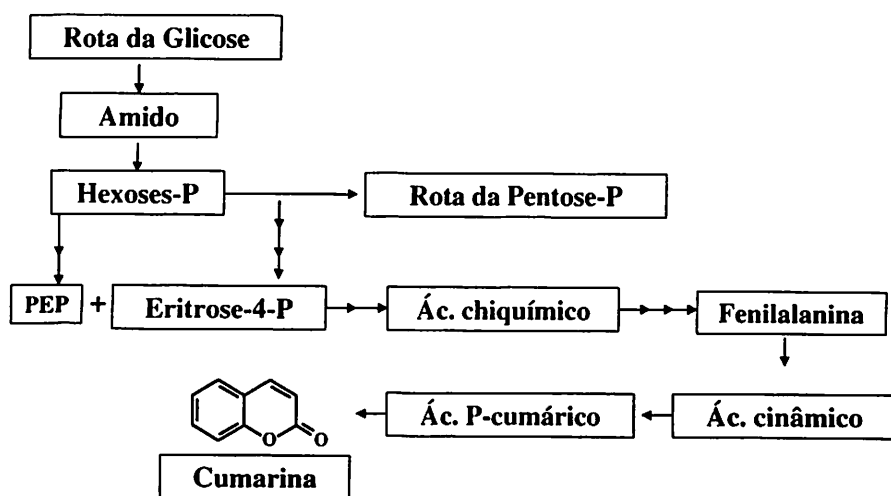 Rota da Glicose
Amido
Hexoses-P
Rota da Pentose-P
PEP + Eritrose-4-P
Ác. chiquímico
Fenilalanina
Ác. cinâmico
Ác. P-cumárico
O O
Cumarina